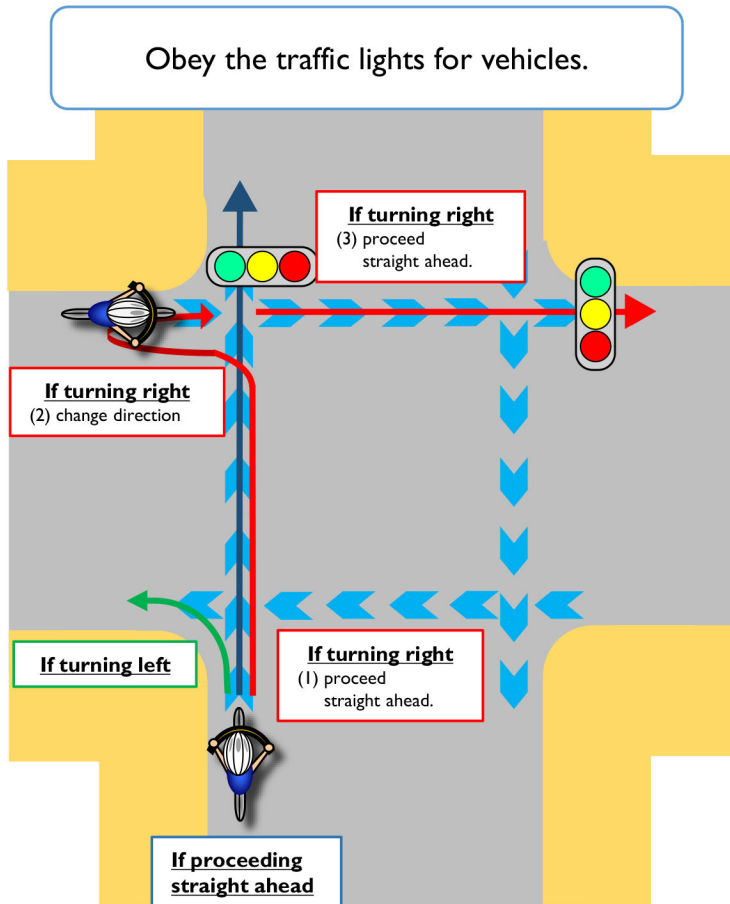 Obey the traffic lights for vehicles.
If turning right
(3) proceed
straight ahead.
If turning right
(2) change direction
If turning left
If turning right
(1) proceed
straight ahead.
If proceeding
straight ahead